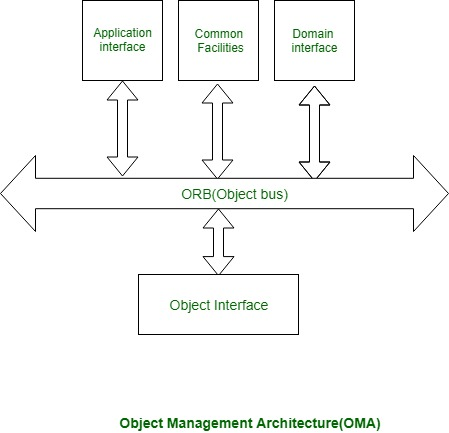 Application
interface
Common
Facilities
Domain
interface
ORB(Object bus)
Object Interface
Object Management Architecture(OMA)